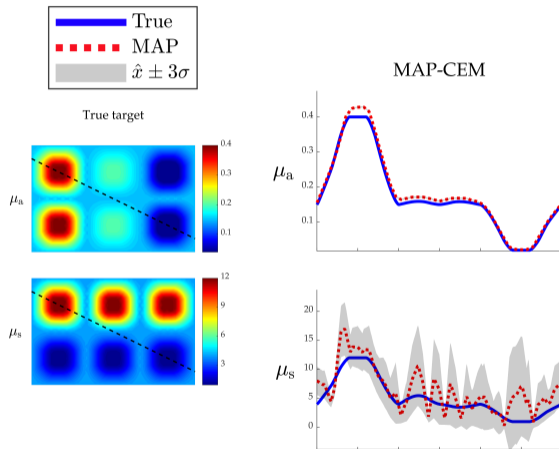 True
MAP
x̂ ± 3σ
True target
μa
0.4
0.3
0.2
0.1
μs
12
9
6
3
MAP-CEM
μa
0.4
0.3
0.2
0.1
μs
20
15
10
5
0